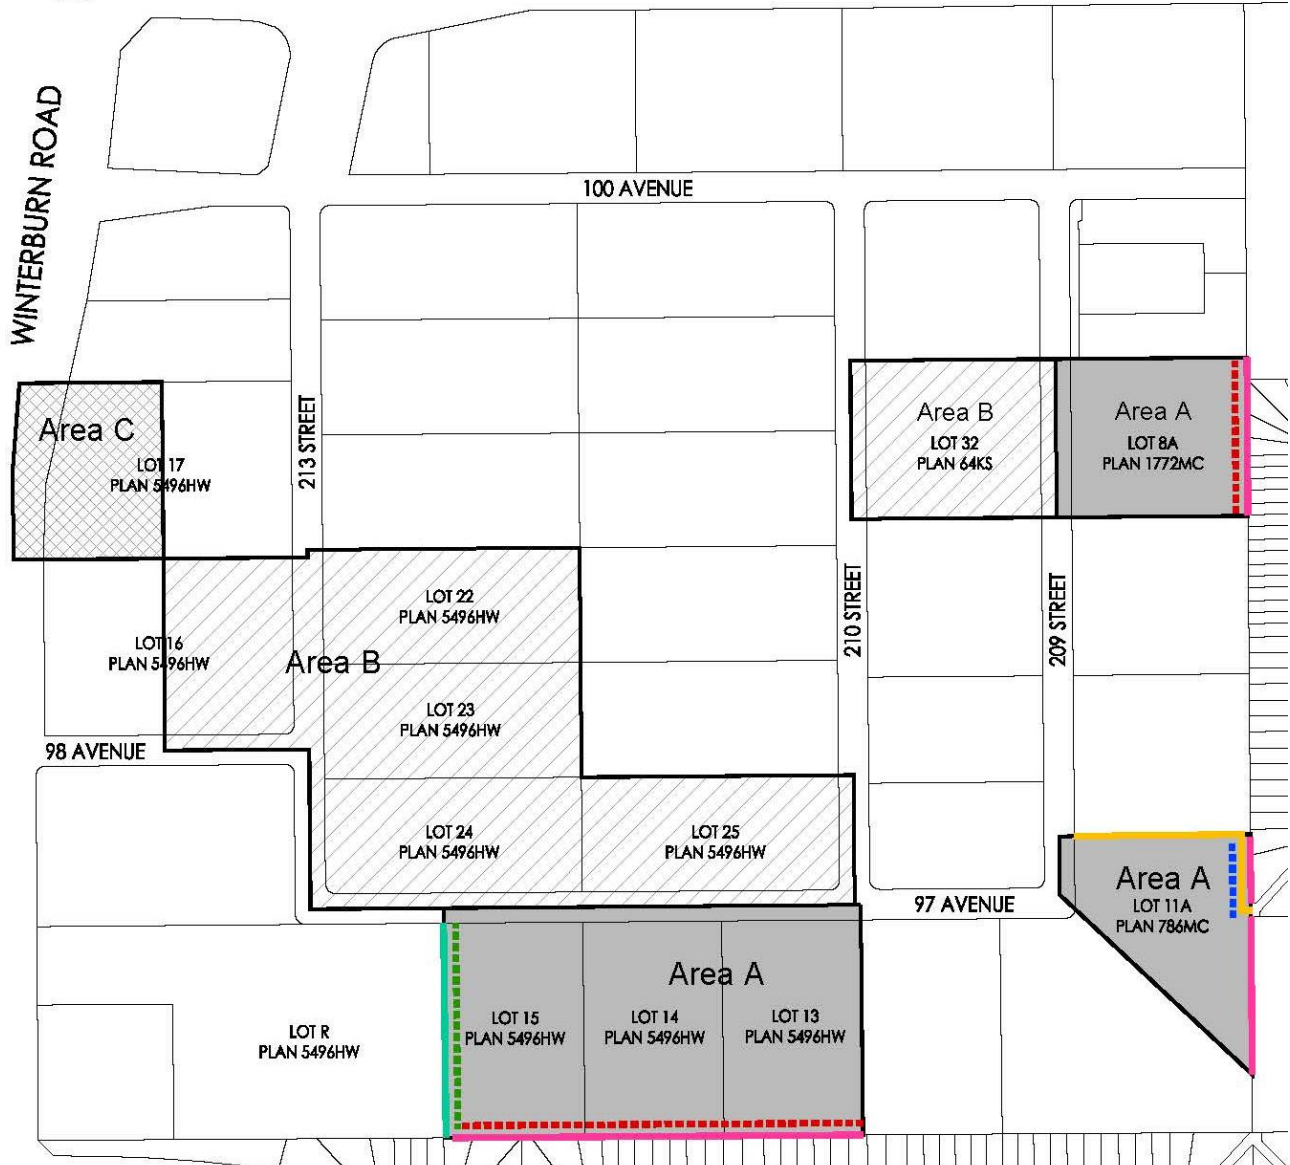 WINTERBURN ROAD
100 AVENUE
213 STREET
Area C
LOT 17
PLAN 5496HW
Area B
LOT 32
PLAN 64KS
Area A
LOT 8A
PLAN 1772MC
LOT 22
PLAN 5496HW
210 STREET
209 STREET
LOT 16
PLAN 5496HW
Area B
LOT 23
PLAN 5496HW
98 AVENUE
LOT 24
PLAN 5496HW
LOT 25
PLAN 5496HW
Area A
LOT 11A
PLAN 786MC
97 AVENUE
Area A
LOT R
PLAN 5496HW
LOT 15
PLAN 5496HW
LOT 14
PLAN 5496HW
LOT 13
PLAN 5496HW